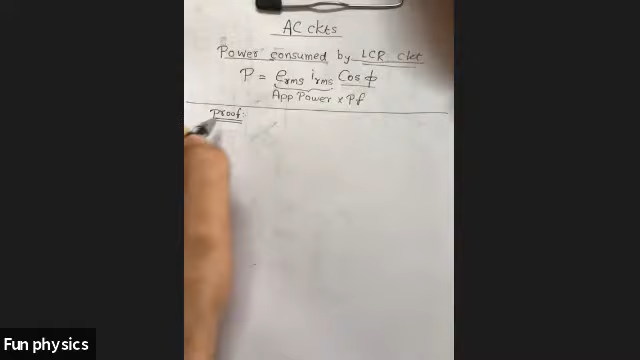 AC ckts
Power consumed by LCR ckt
P = erms irms Cos φ
App Power × Pf
Proof:
Fun physics